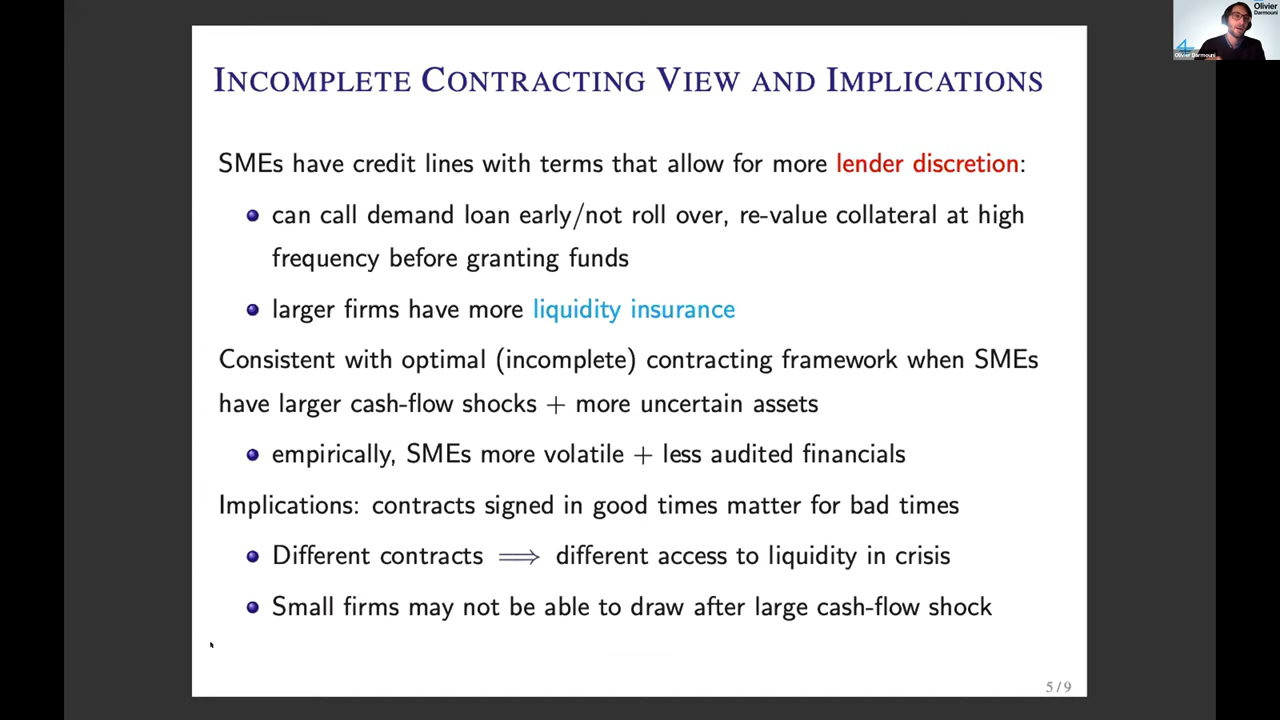 Olivier
Darmouni
Olivier Darmouni
INCOMPLETE CONTRACTING VIEW AND IMPLICATIONS
SMEs have credit lines with terms that allow for more lender discretion:
can call demand loan early/not roll over, re-value collateral at high
frequency before granting funds
larger firms have more liquidity insurance
Consistent with optimal (incomplete) contracting framework when SMEs
have larger cash-flow shocks + more uncertain assets
empirically, SMEs more volatile + less audited financials
Implications: contracts signed in good times matter for bad times
Different contracts ⟹ different access to liquidity in crisis
Small firms may not be able to draw after large cash-flow shock
5 / 9